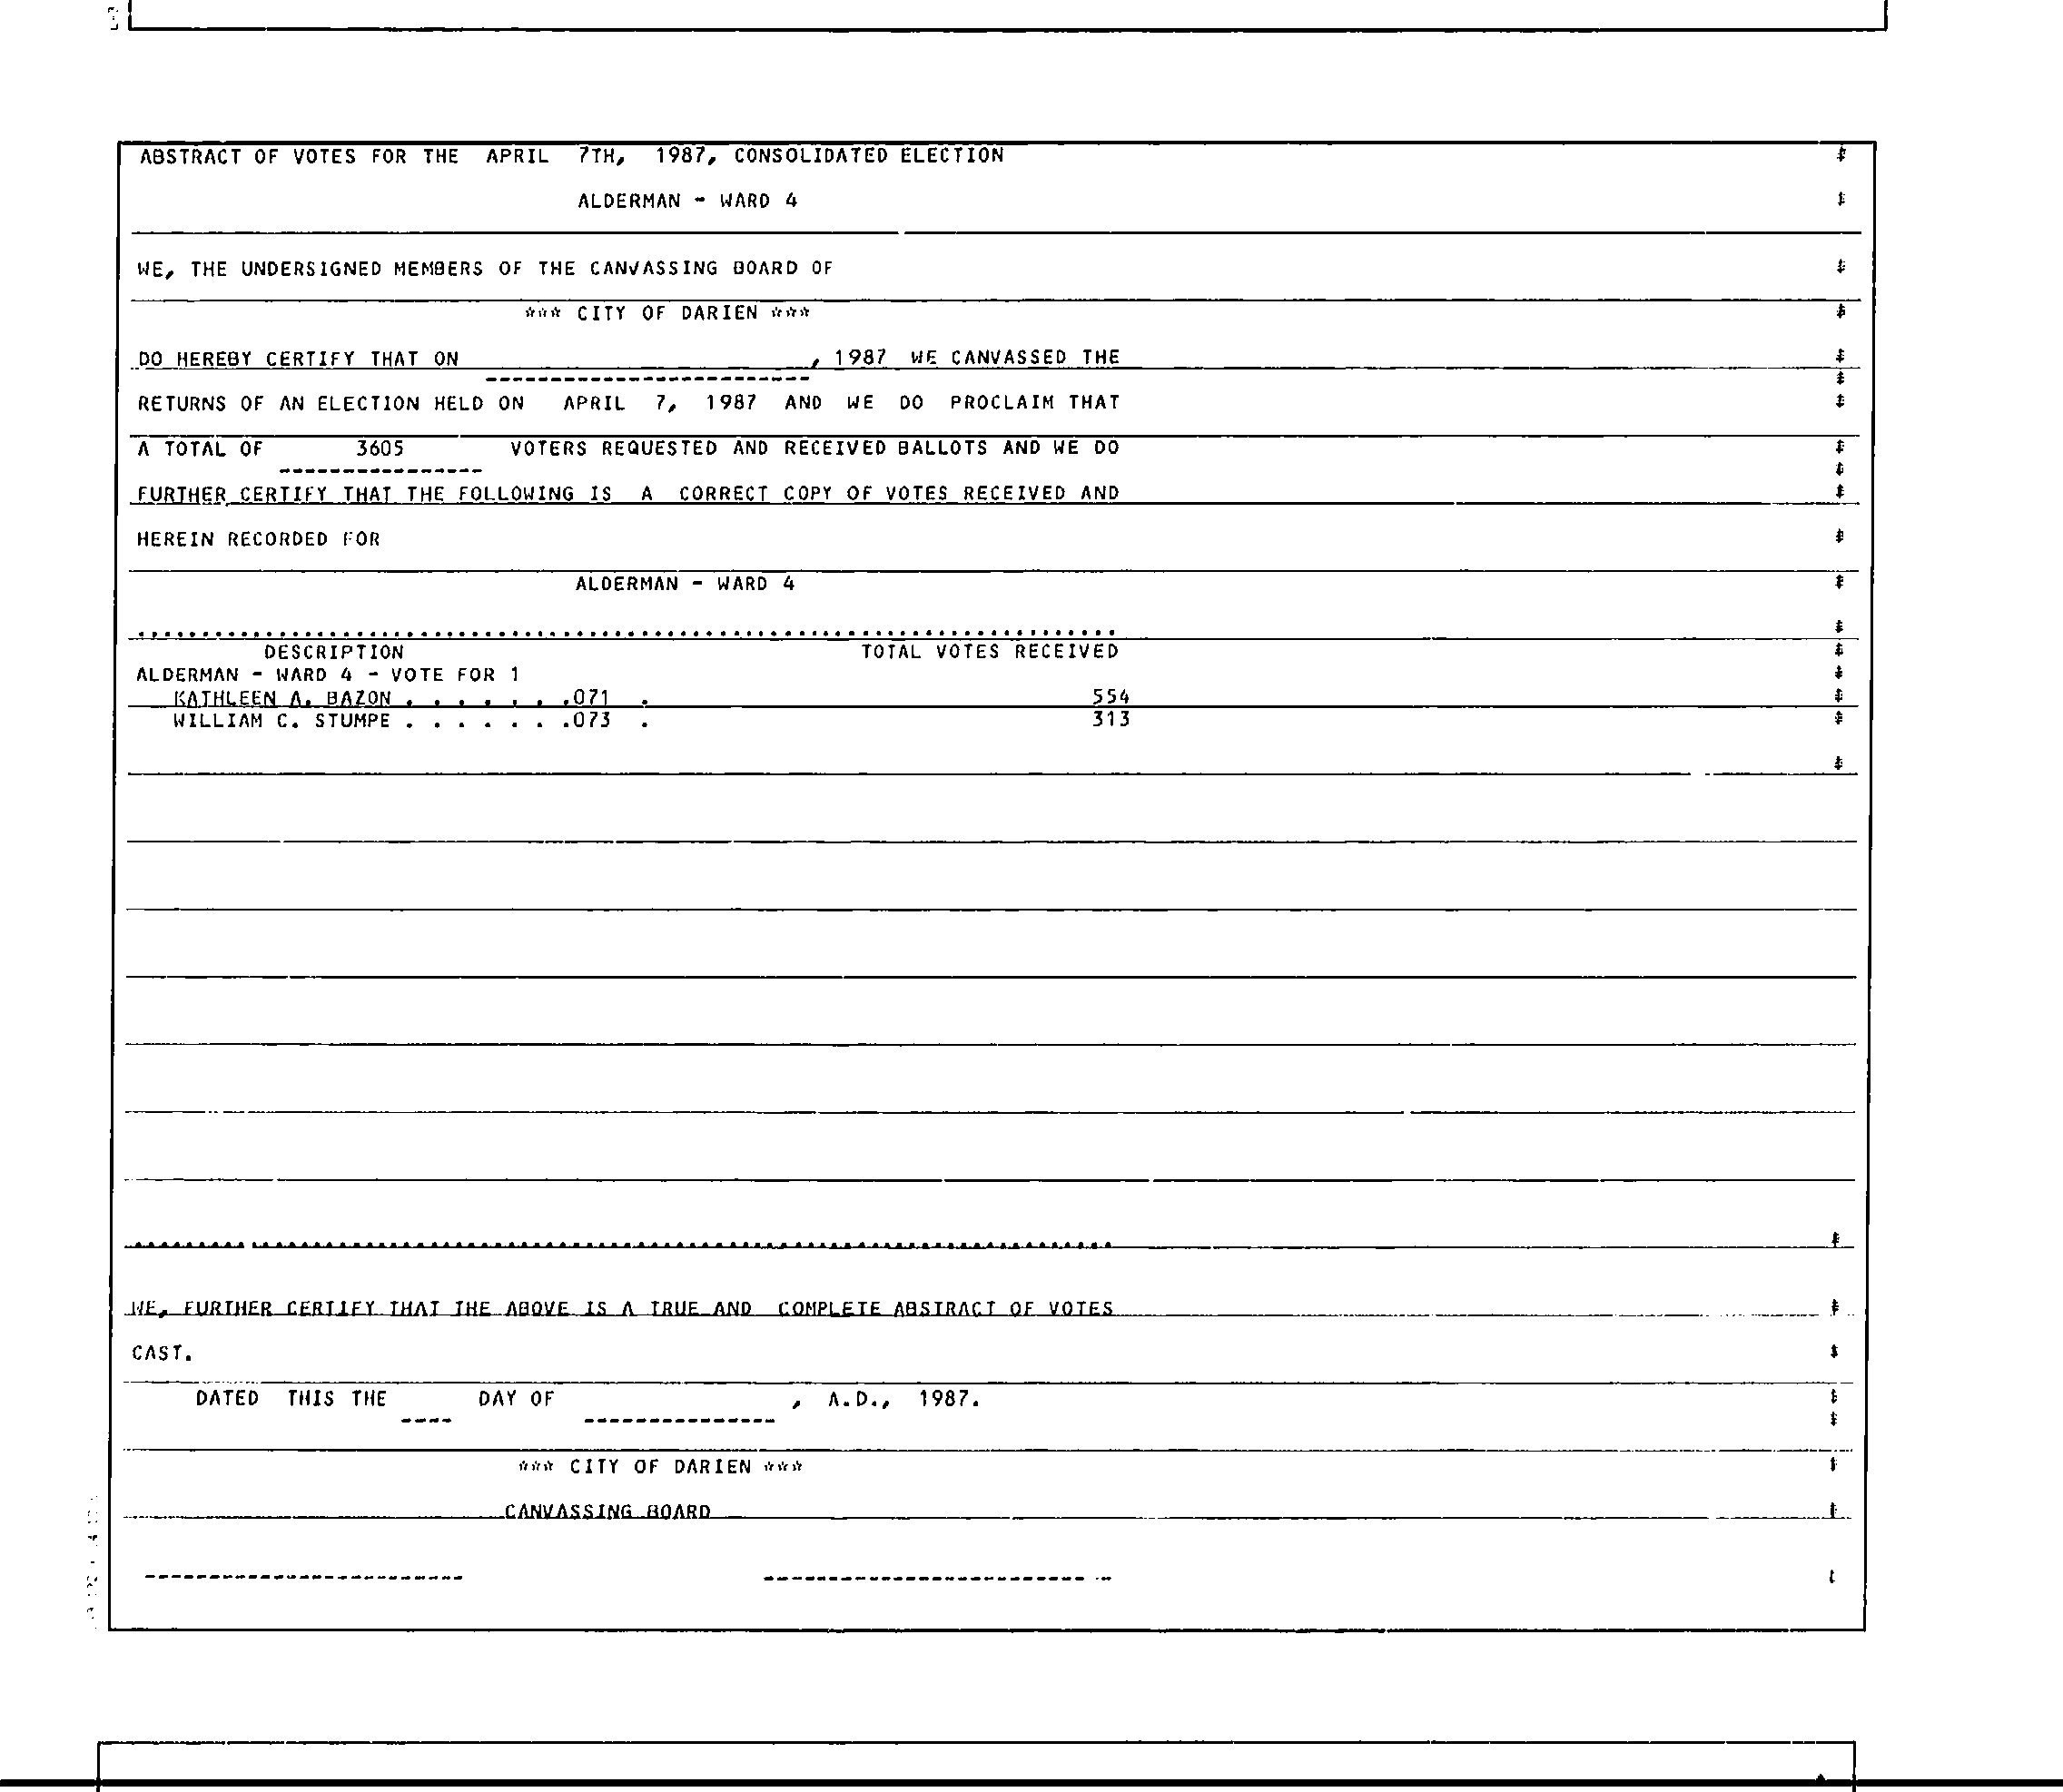 ABSTRACT OF VOTES FOR THE APRIL 7TH, 1987, CONSOLIDATED ELECTION
ALDERMAN - WARD 4
WE, THE UNDERSIGNED MEMBERS OF THE CANVASSING BOARD OF
*** CITY OF DARIEN ***
DO HEREBY CERTIFY THAT ON , 1987 WE CANVASSED THE
RETURNS OF AN ELECTION HELD ON APRIL 7, 1987 AND WE DO PROCLAIM THAT
A TOTAL OF 3605 VOTERS REQUESTED AND RECEIVED BALLOTS AND WE DO
FURTHER CERTIFY THAT THE FOLLOWING IS A CORRECT COPY OF VOTES RECEIVED AND
HEREIN RECORDED FOR
ALDERMAN - WARD 4
DESCRIPTION TOTAL VOTES RECEIVED
ALDERMAN - WARD 4 - VOTE FOR 1
KATHLEEN A. BAZON . . . . . . .071 . 554
WILLIAM C. STUMPE . . . . . . .073 . 313
WE, FURTHER CERTIFY THAT THE ABOVE IS A TRUE AND COMPLETE ABSTRACT OF VOTES
CAST.
DATED THIS THE ---- DAY OF ---------------, A.D., 1987.
*** CITY OF DARIEN ***
CANVASSING BOARD